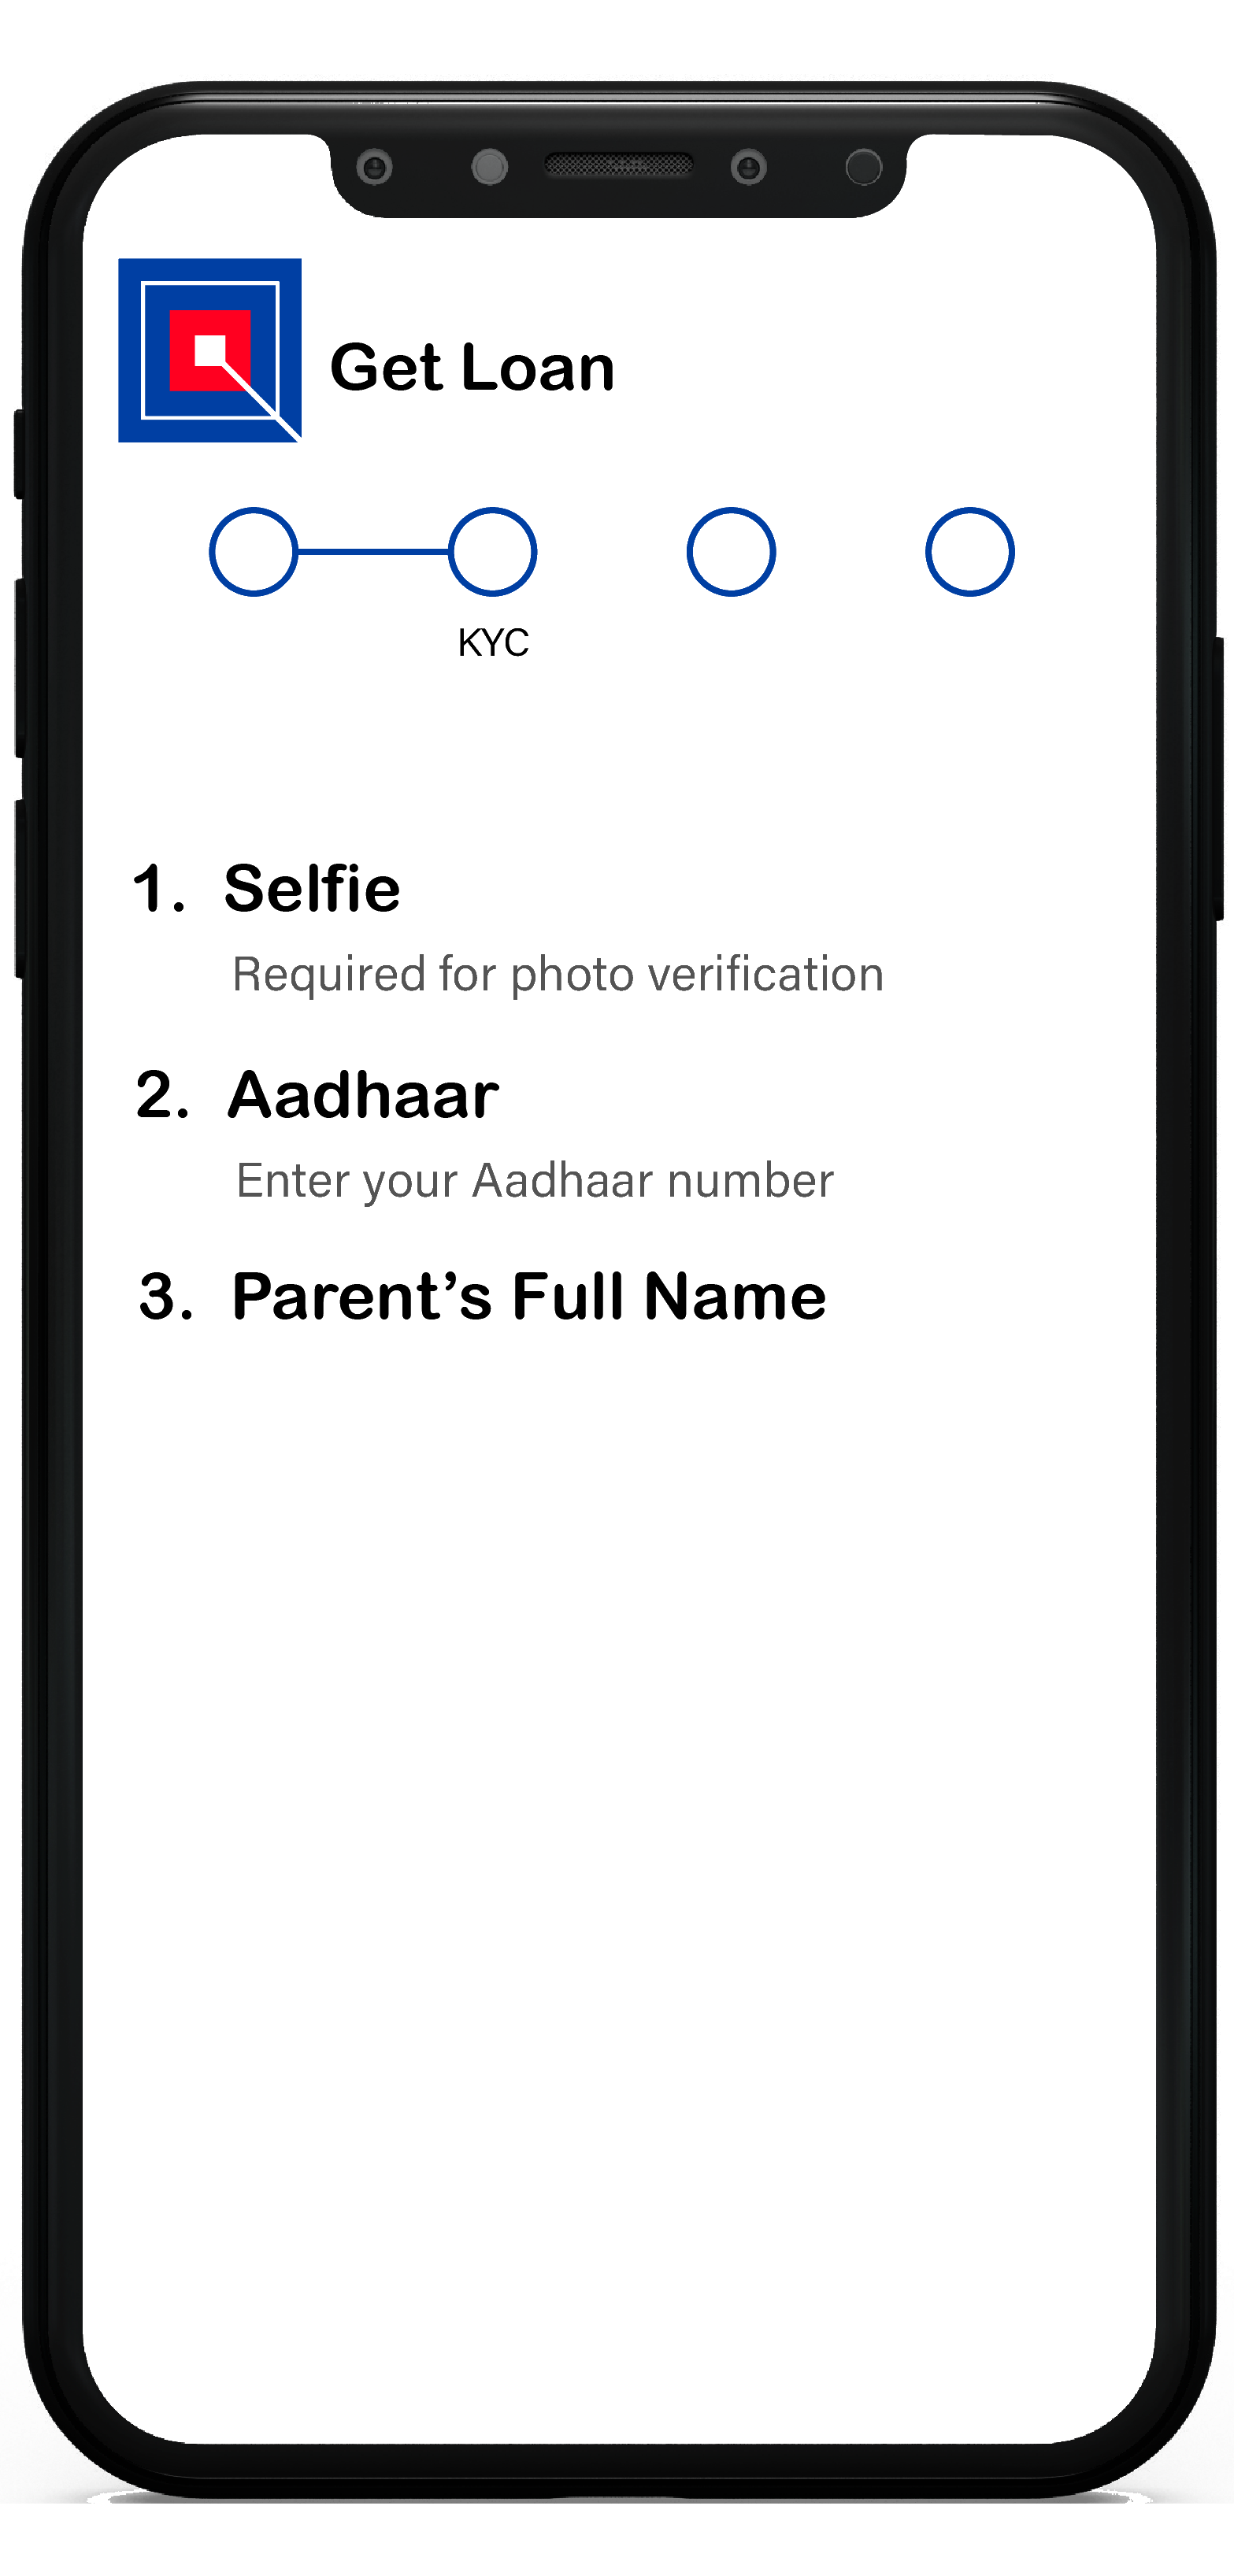 Get Loan
KYC
1. Selfie
Required for photo verification
2. Aadhaar
Enter your Aadhaar number
3. Parent’s Full Name